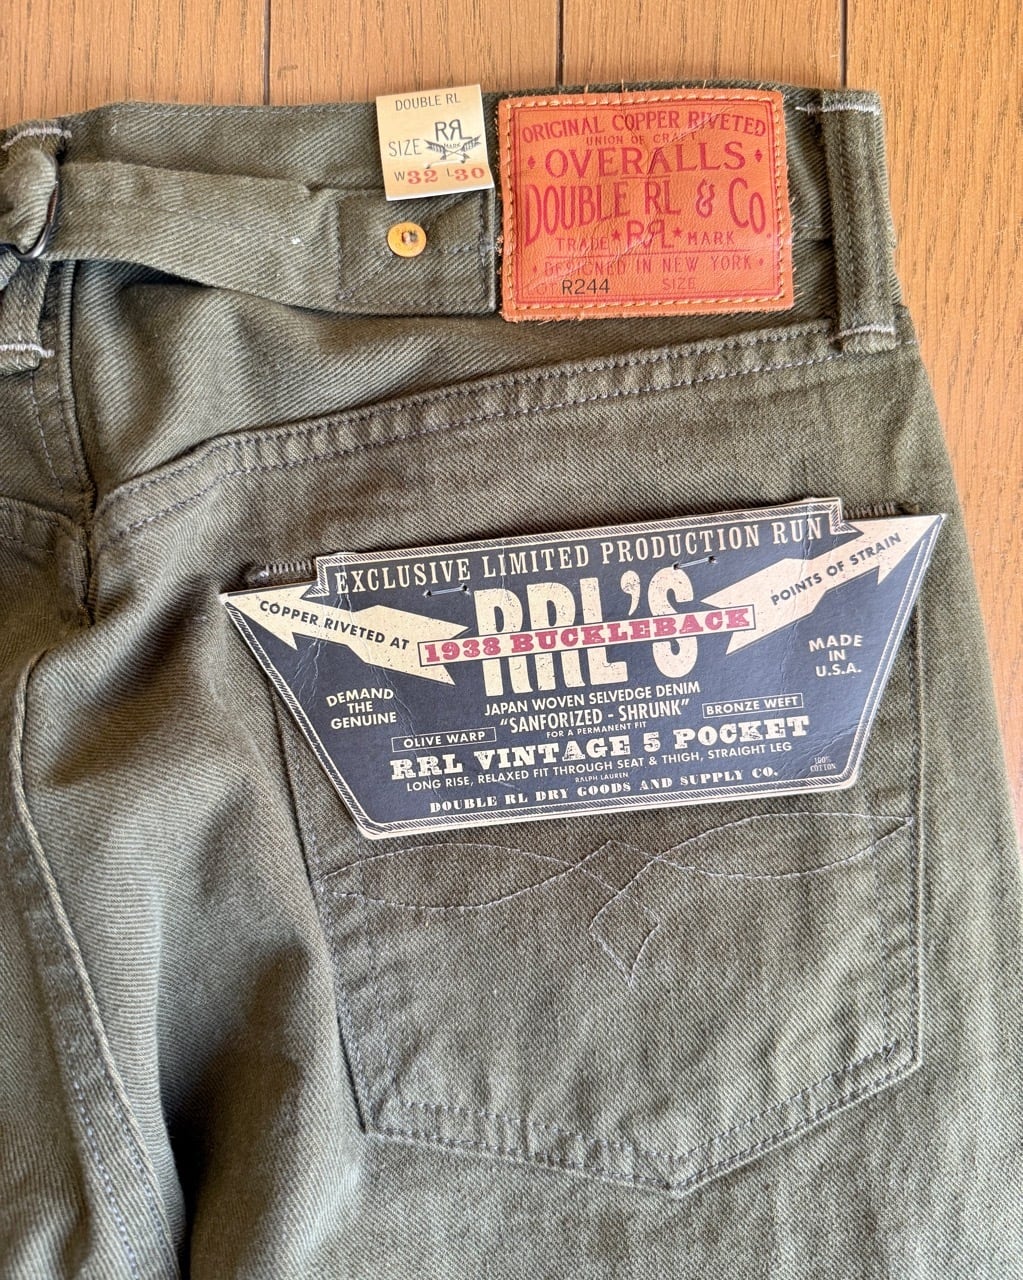 DOUBLE RL
SIZE RRL
MARK
W32 L30
ORIGINAL COPPER RIVETED
UNION OF CRAFT
OVERALLS
DOUBLE RL & Co.
TRADE ★ RRL ★ MARK
DESIGNED IN NEW YORK
LOT R244 SIZE
EXCLUSIVE LIMITED PRODUCTION RUN
RRL'S
COPPER RIVETED AT
POINTS OF STRAIN
1938 BUCKLEBACK
DEMAND
THE
GENUINE
MADE
IN
U.S.A.
JAPAN WOVEN SELVEDGE DENIM
"SANFORIZED - SHRUNK"
FOR A PERMANENT FIT
OLIVE WARP
BRONZE WEFT
RRL VINTAGE 5 POCKET
LONG RISE, RELAXED FIT THROUGH SEAT & THIGH, STRAIGHT LEG
RALPH LAUREN
DOUBLE RL DRY GOODS AND SUPPLY CO.
100%
COTTON